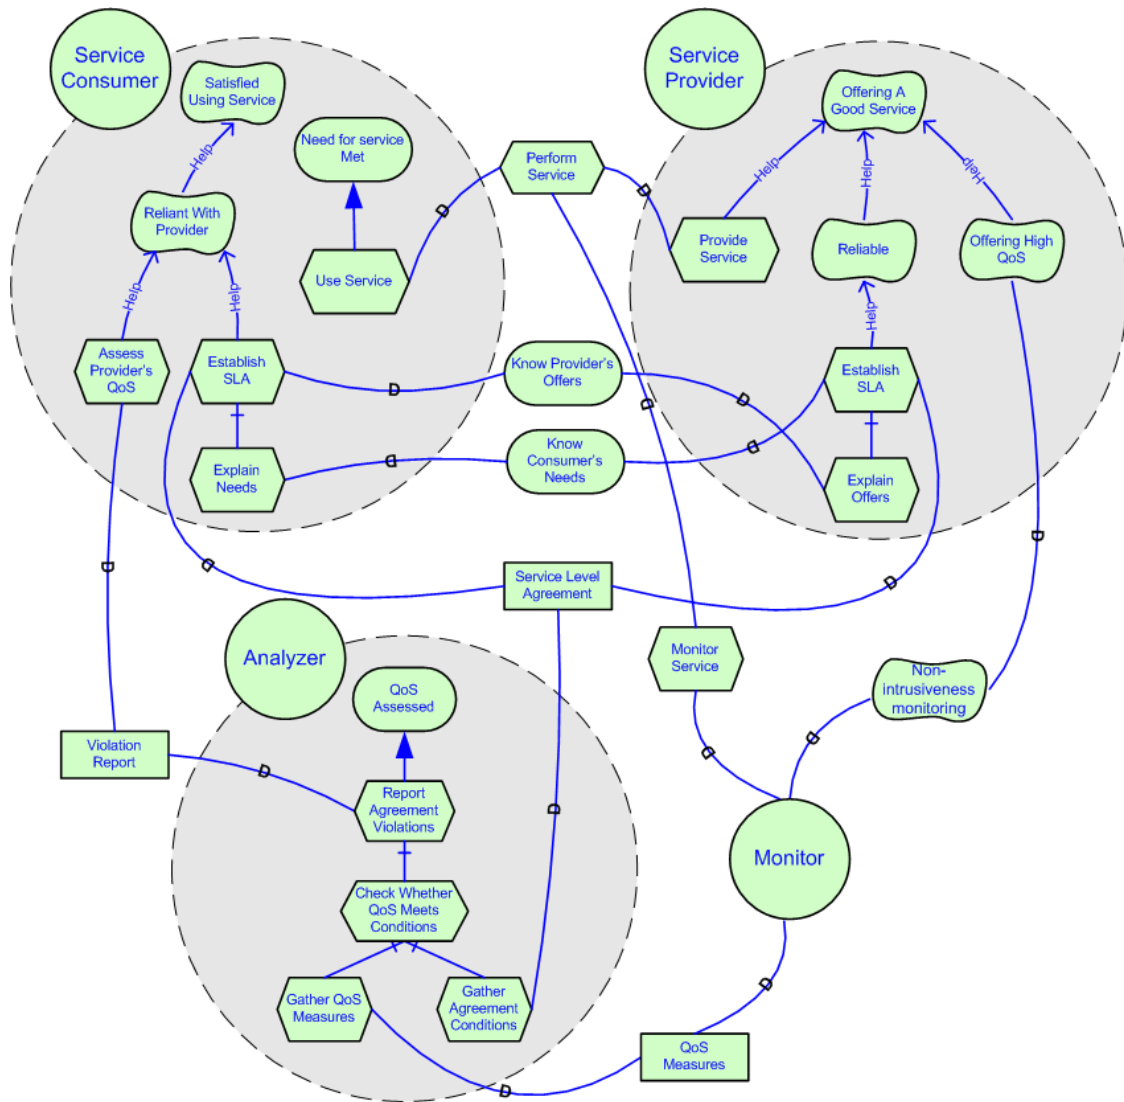 Service
Consumer
Satisfied
Using Service
Need for service
Met
Help
Reliant With
Provider
Use Service
Help
Help
Assess
Provider's
QoS
Establish
SLA
Explain
Needs
D
Perform
Service
D
Service
Provider
Offering A
Good Service
Help
Help
Help
Provide
Service
Reliable
Offering High
QoS
Help
Establish
SLA
Explain
Offers
D
Know Provider's
Offers
D
D
D
Know
Consumer's
Needs
D
D
D
D
Service Level
Agreement
D
D
Analyzer
QoS
Assessed
Monitor
Service
Non-
intrusiveness
monitoring
Violation
Report
D
D
D
Report
Agreement
Violations
D
Check Whether
QoS Meets
Conditions
Monitor
Gather QoS
Measures
Gather
Agreement
Conditions
D
D
QoS
Measures